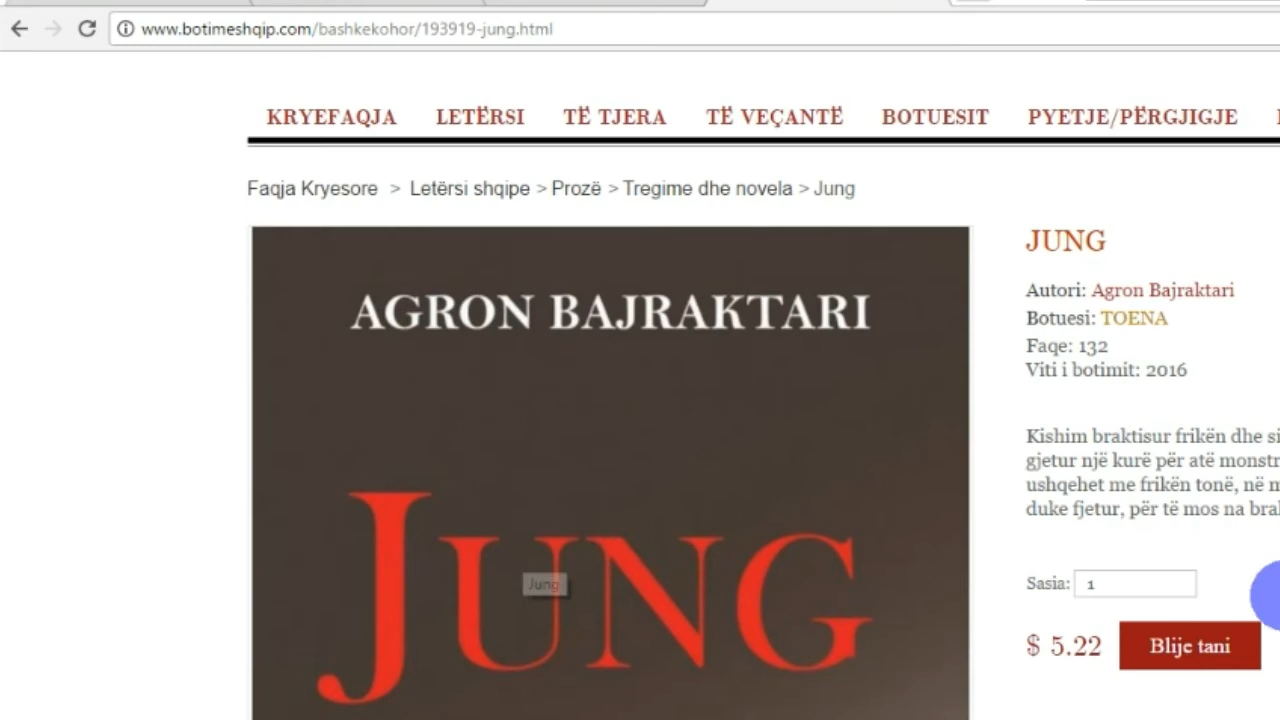 www.botimeshqip.com/bashkekohor/193919-jung.html
KRYEFAQJA LETËRSI TË TJERA TË VEÇANTË BOTUESIT PYETJE/PËRGJIGJE
Faqja Kryesore > Letërsi shqipe > Prozë > Tregime dhe novela > Jung
AGRON BAJRAKTARI
JUNG
Jung
JUNG
Autori: Agron Bajraktari
Botuesi: TOENA
Faqe: 132
Viti i botimit: 2016
Kishim braktisur frikën dhe
gjetur një kurë për atë
ushqehet me frikën tonë, në
duke fjetur, për të mos na
Sasia: 1
$ 5.22 Blije tani